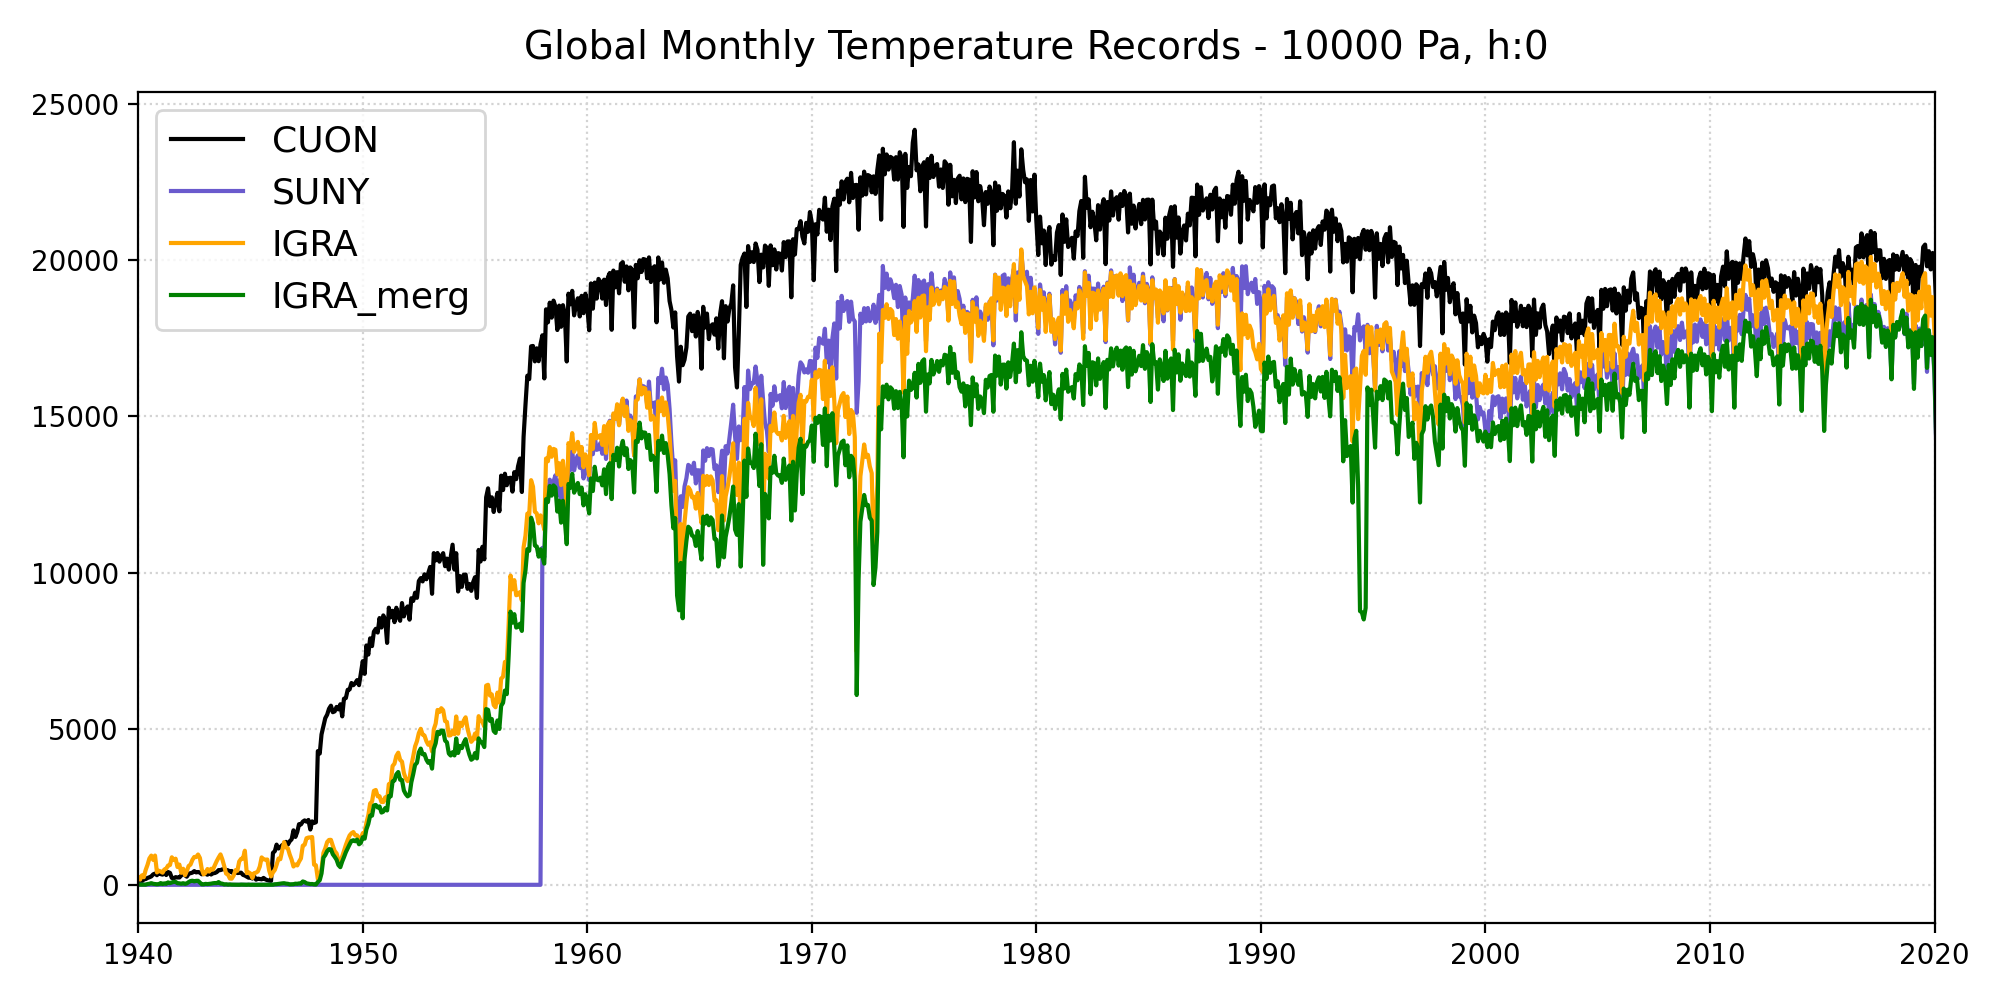 Global Monthly Temperature Records - 10000 Pa, h:0
25000
20000
15000
10000
5000
0
CUON
SUNY
IGRA
IGRA_merg
1940 1950 1960 1970 1980 1990 2000 2010 2020